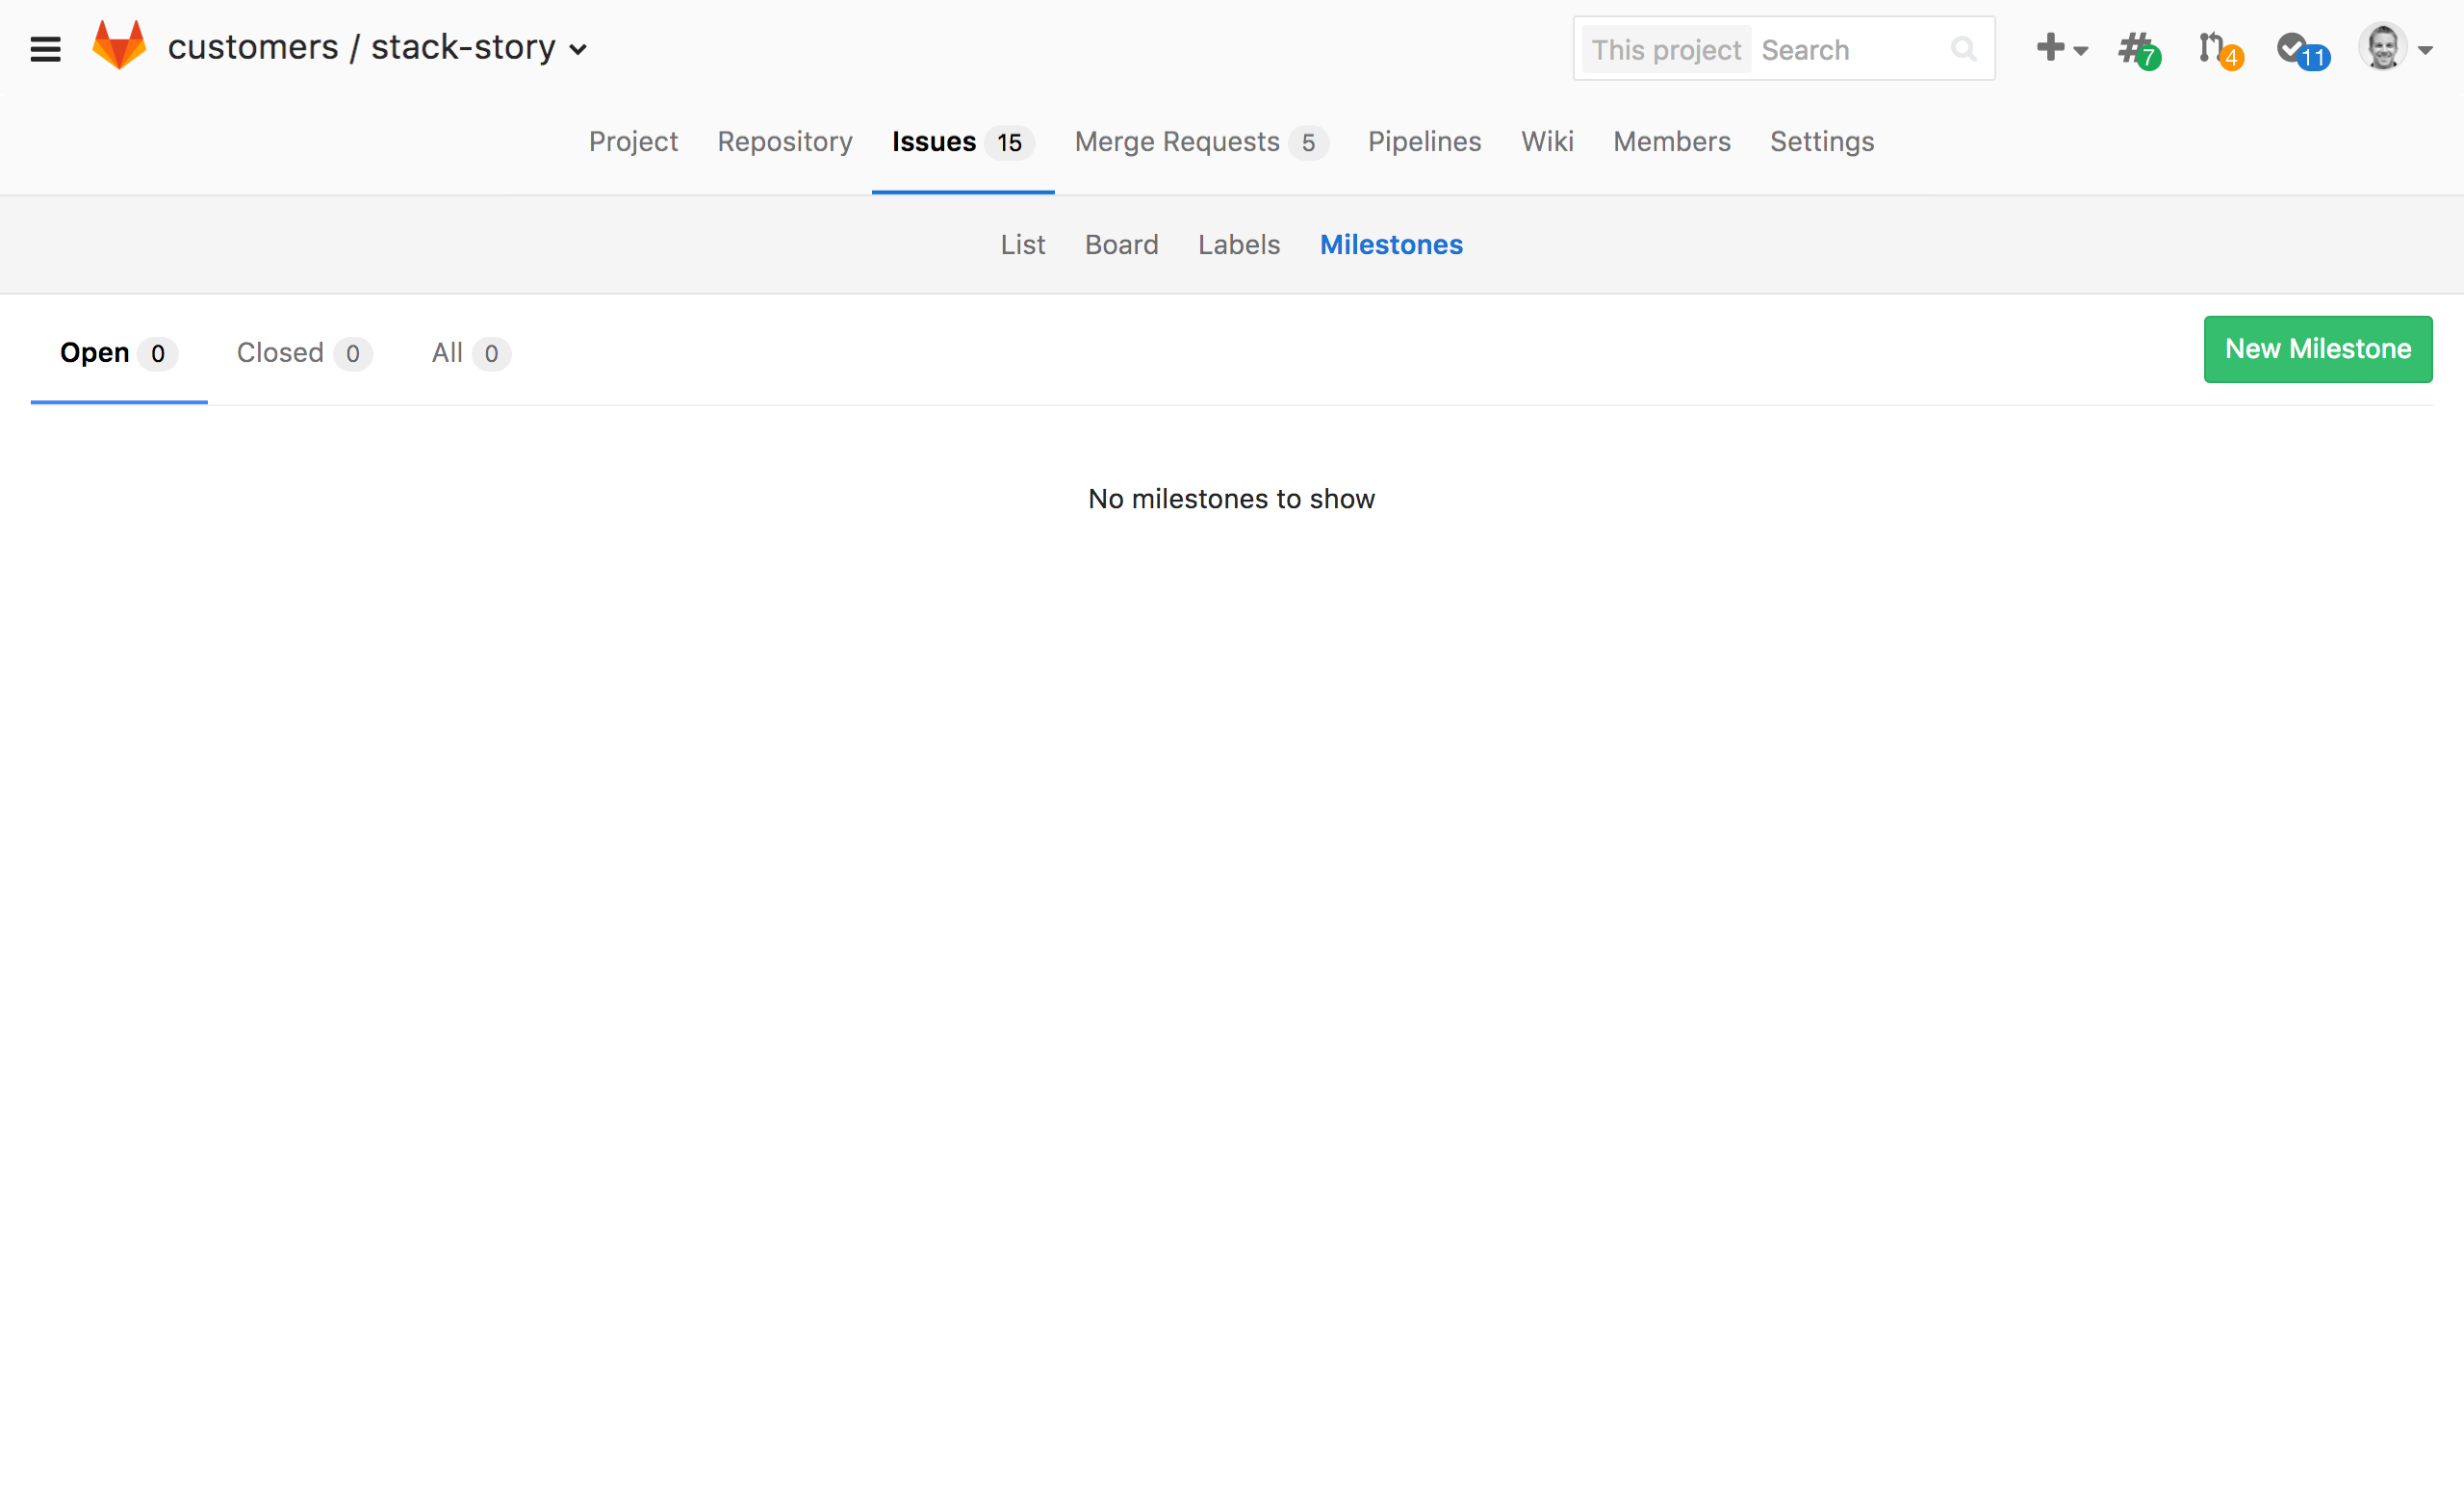 customers / stack-story
This project Search
7
4
11
Project Repository Issues 15 Merge Requests 5 Pipelines Wiki Members Settings
List Board Labels Milestones
Open 0 Closed 0 All 0
New Milestone
No milestones to show